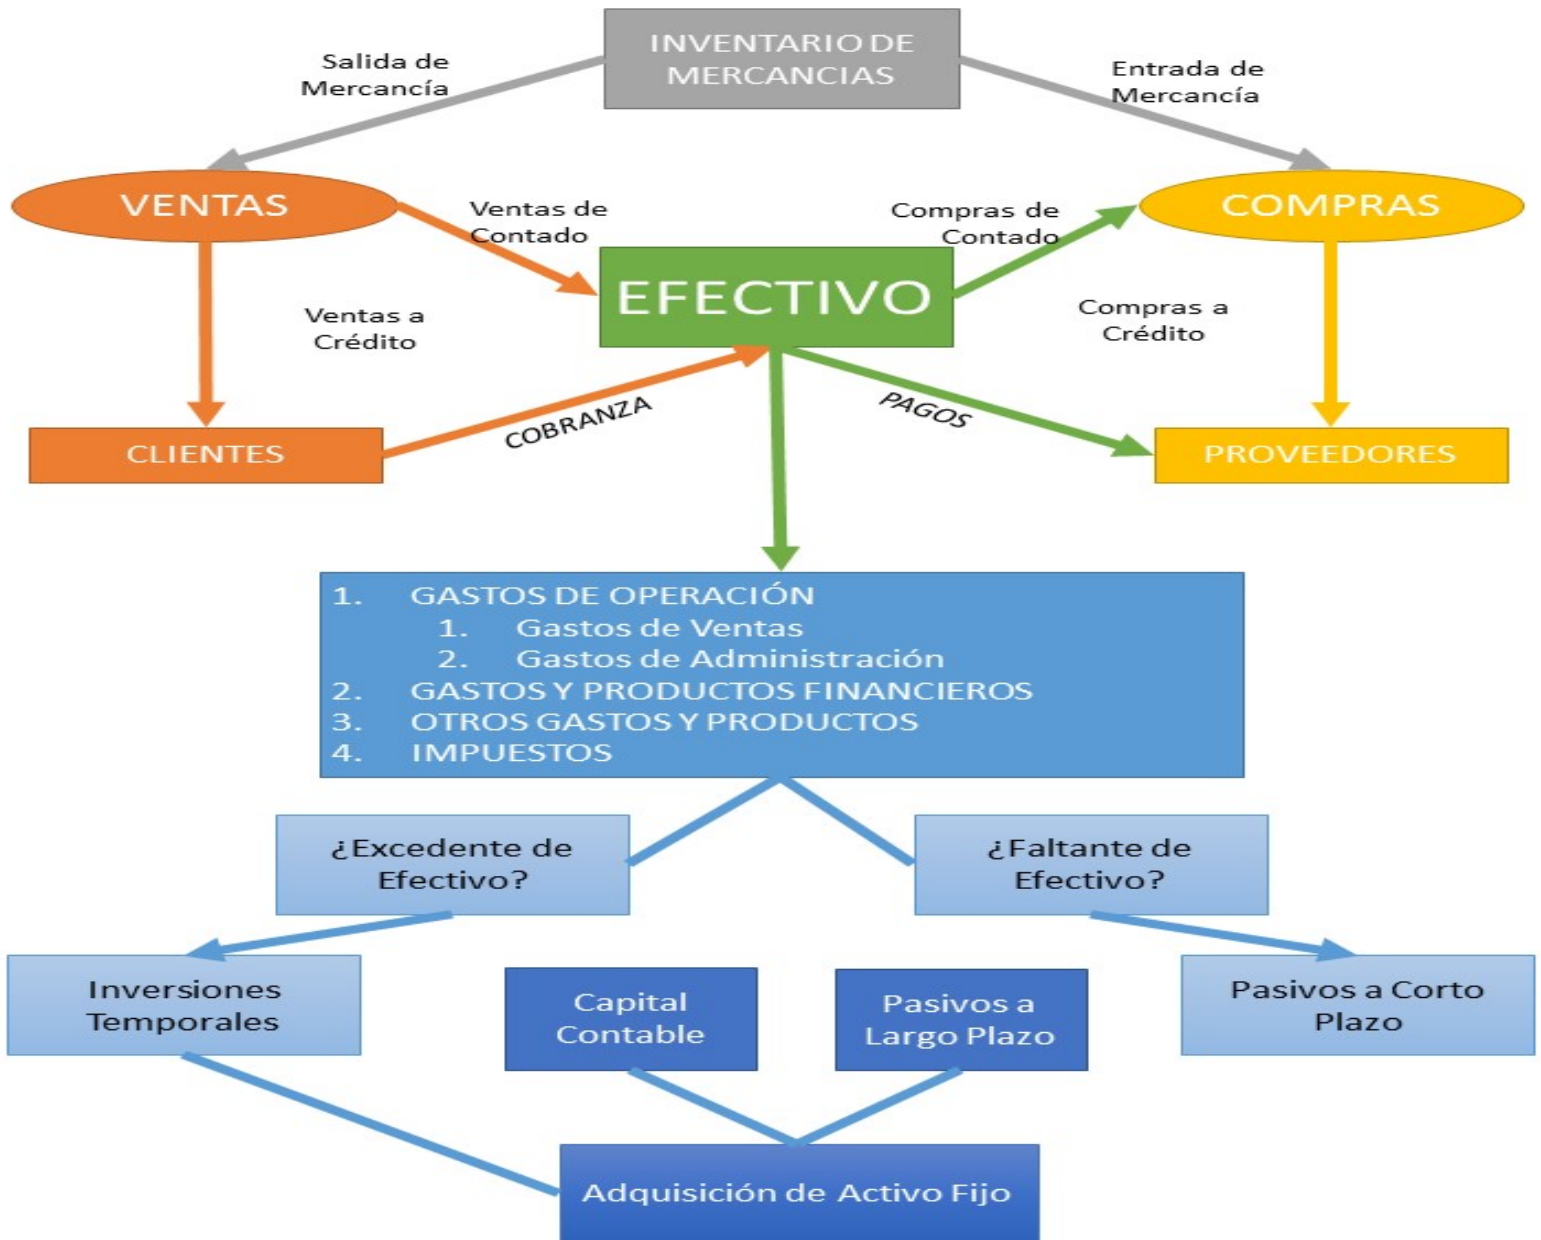 INVENTARIO DE
MERCANCIAS
Salida de
Mercancía
Entrada de
Mercancía
VENTAS
COMPRAS
Ventas de
Contado
Compras de
Contado
EFECTIVO
Ventas a
Crédito
Compras a
Crédito
COBRANZA
PAGOS
CLIENTES
PROVEEDORES
1. GASTOS DE OPERACIÓN
1. Gastos de Ventas
2. Gastos de Administración
2. GASTOS Y PRODUCTOS FINANCIEROS
3. OTROS GASTOS Y PRODUCTOS
4. IMPUESTOS
¿Excedente de
Efectivo?
¿Faltante de
Efectivo?
Inversiones
Temporales
Capital
Contable
Pasivos a
Largo Plazo
Pasivos a Corto
Plazo
Adquisición de Activo Fijo